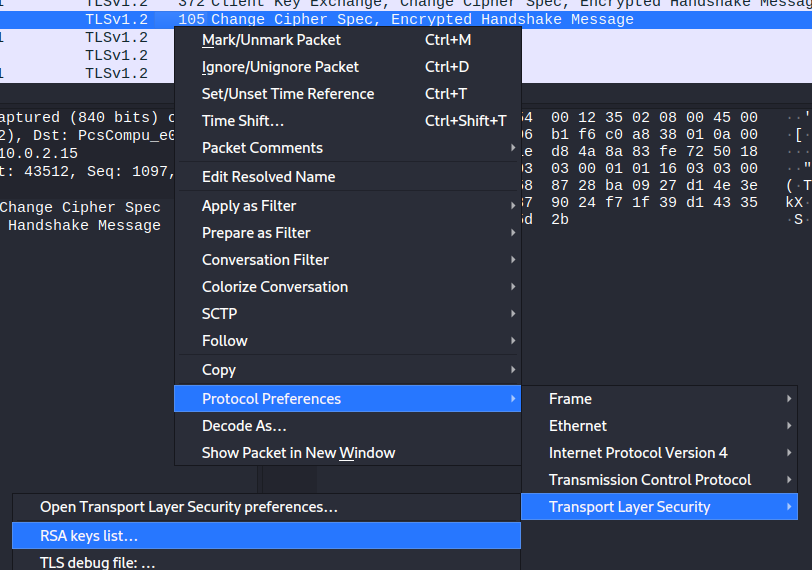 372 Client Key Exchange, Change Cipher Spec, Encrypted Handshake Messag
TLSv1.2 105 Change Cipher Spec, Encrypted Handshake Message
TLSv1.2
TLSv1.2
TLSv1.2
Mark/Unmark Packet Ctrl+M
Ignore/Unignore Packet Ctrl+D
Set/Unset Time Reference Ctrl+T
Time Shift... Ctrl+Shift+T
Packet Comments
Edit Resolved Name
Apply as Filter
Prepare as Filter
Conversation Filter
Colorize Conversation
SCTP
Follow
Copy
Protocol Preferences
Decode As...
Show Packet in New Window
aptured (840 bits)
2), Dst: PcsCompu_e0
10.0.2.15
t: 43512, Seq: 1097,
Change Cipher Spec
Handshake Message
54 00 12 35 02 08 00 45 00
06 b1 f6 c0 a8 38 01 0a 00
d8 4a 8a 83 fe 72 50 18
03 03 00 01 01 16 03 03 00
87 28 ba 09 27 d1 4e 3e
90 24 f7 1f 39 d1 43 35
2b
Frame
Ethernet
Internet Protocol Version 4
Transmission Control Protocol
Transport Layer Security
Open Transport Layer Security preferences...
RSA keys list...
TLS debug file: ...